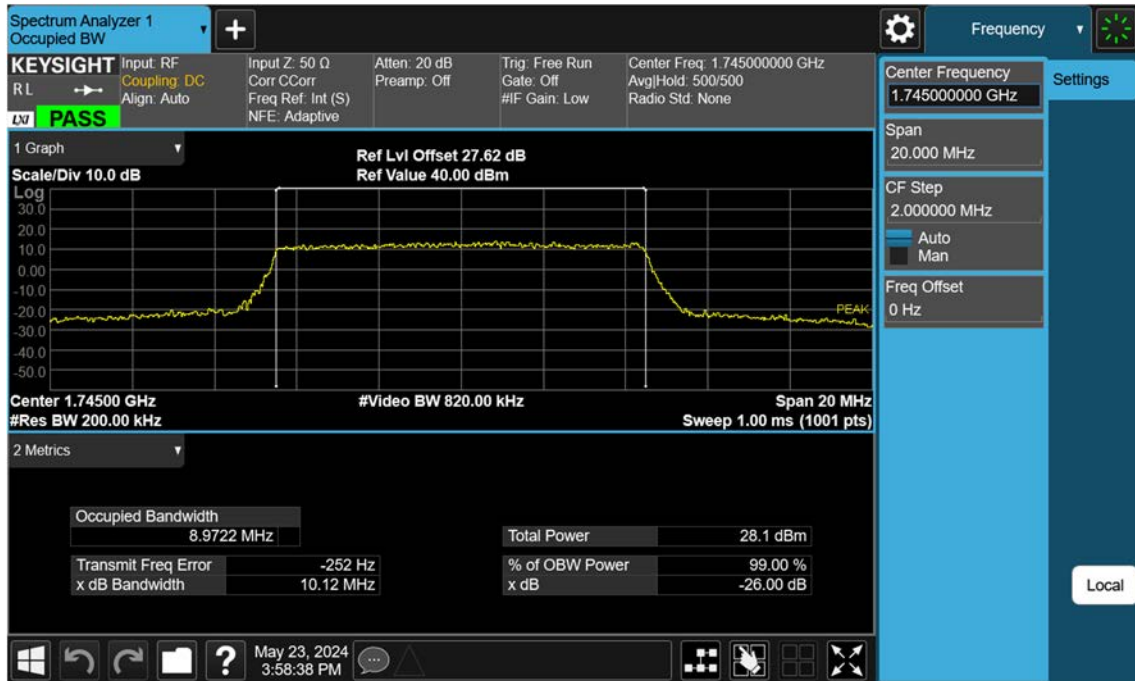 Spectrum Analyzer 1
Occupied BW
+
Frequency
KEYSIGHT
RL
LXI PASS
Input: RF
Coupling: DC
Align: Auto
Input Z: 50 Ω
Corr CCorr
Freq Ref: Int (S)
NFE: Adaptive
Atten: 20 dB
Preamp: Off
Trig: Free Run
Gate: Off
#IF Gain: Low
Center Freq: 1.745000000 GHz
Avg|Hold: 500/500
Radio Std: None
Center Frequency
1.745000000 GHz
Settings
Span
20.000 MHz
CF Step
2.000000 MHz
Auto
Man
Freq Offset
0 Hz
Local
1 Graph
Scale/Div 10.0 dB
Ref Lvl Offset 27.62 dB
Ref Value 40.00 dBm
Log
30.0
20.0
10.0
0.00
-10.0
-20.0
-30.0
-40.0
-50.0
PEAK
Center 1.74500 GHz
#Video BW 820.00 kHz
Span 20 MHz
#Res BW 200.00 kHz
Sweep 1.00 ms (1001 pts)
2 Metrics
Occupied Bandwidth
8.9722 MHz
Total Power 28.1 dBm
Transmit Freq Error -252 Hz
% of OBW Power 99.00 %
x dB Bandwidth 10.12 MHz
x dB -26.00 dB
?
May 23, 2024
3:58:38 PM